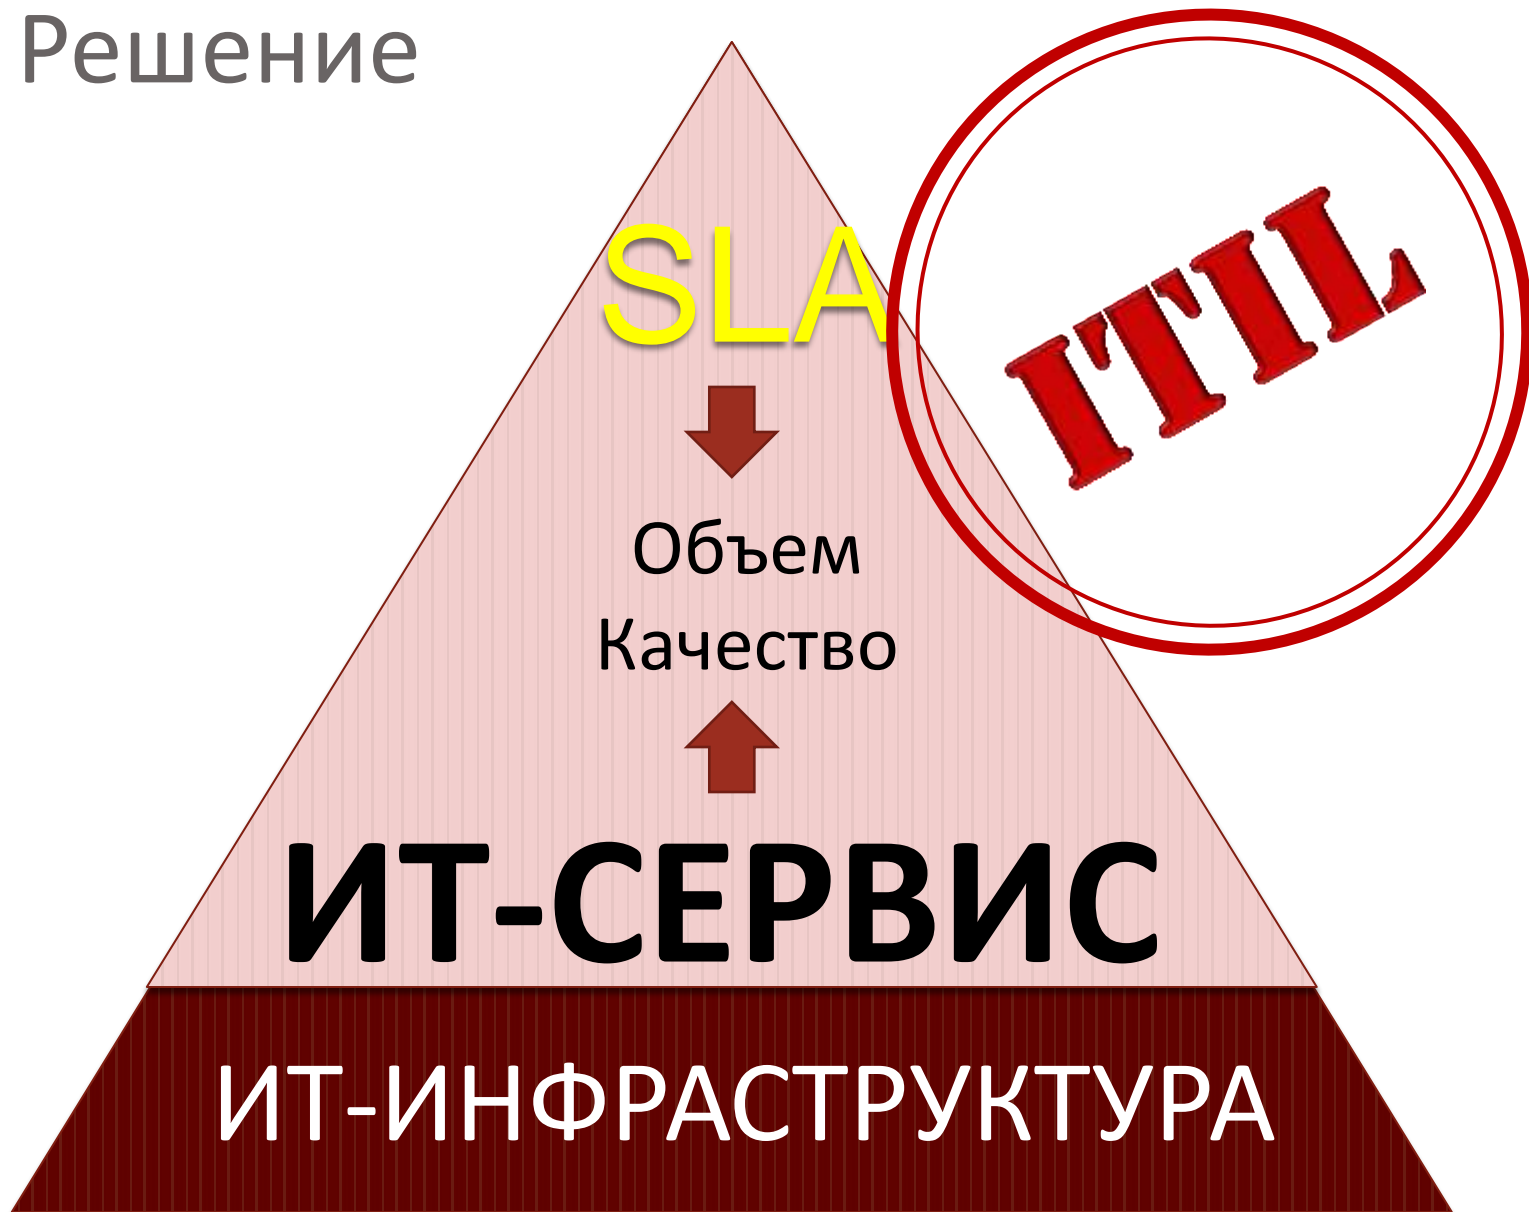 Решение
SLA
ITIL
Объем
Качество
ИТ-СЕРВИС
ИТ-ИНФРАСТРУКТУРА